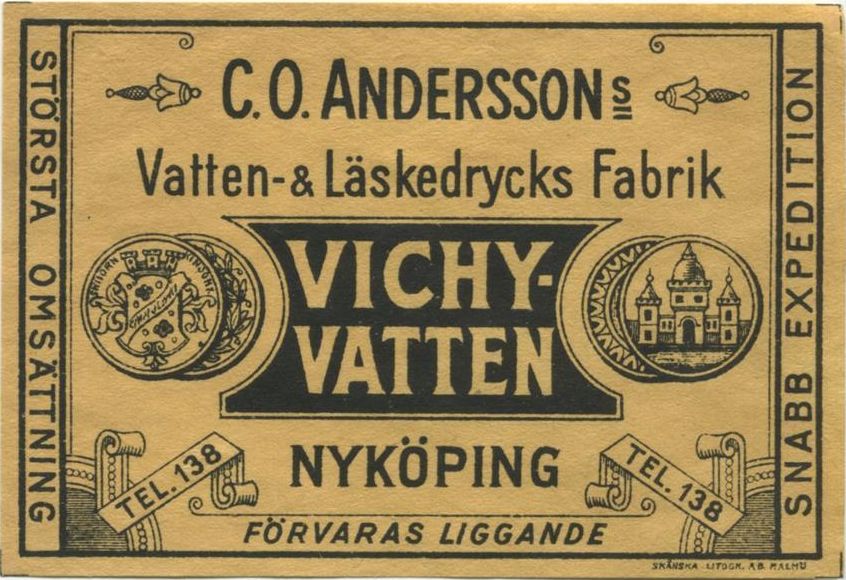 C. O. ANDERSSONS
Vatten- & Läskedrycks Fabrik
VICHY-
VATTEN
NYKÖPING
TEL. 138
TEL. 138
FÖRVARAS LIGGANDE
STÖRSTA OMSÄTTNING
SNABB EXPEDITION
SKÅNSKA LITOGR. A.B. MALMÖ